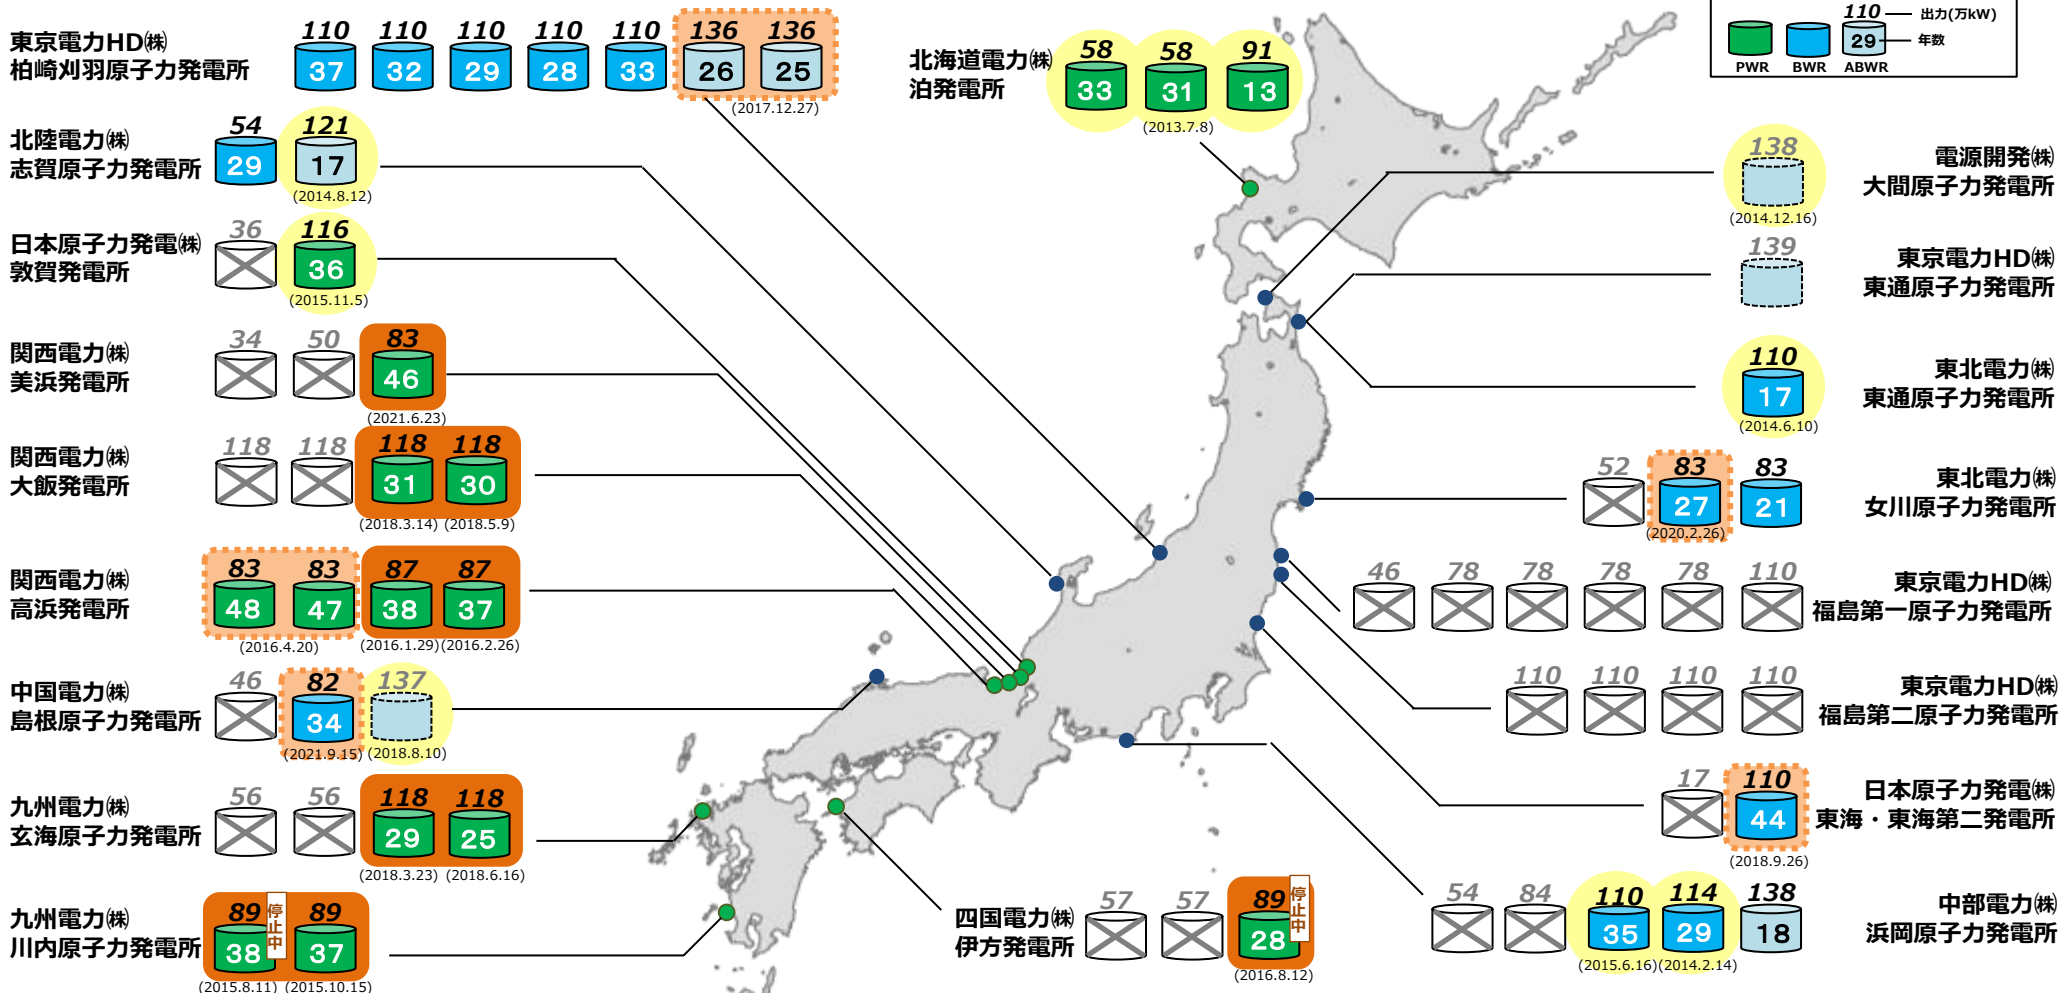 東京電力HD㈱
柏崎刈羽原子力発電所
110 110 110 110 110 136 136
37 32 29 28 33 26 25
(2017.12.27)
北陸電力㈱
志賀原子力発電所
54 121
29 17
(2014.8.12)
日本原子力発電㈱
敦賀発電所
36 116
36
(2015.11.5)
関西電力㈱
美浜発電所
34 50 83
46
(2021.6.23)
関西電力㈱
大飯発電所
118 118 118 118
31 30
(2018.3.14) (2018.5.9)
関西電力㈱
高浜発電所
83 83 87 87
48 47 38 37
(2016.4.20) (2016.1.29) (2016.2.26)
中国電力㈱
島根原子力発電所
46 82 137
34
(2021.9.15) (2018.8.10)
九州電力㈱
玄海原子力発電所
56 56 118 118
29 25
(2018.3.23) (2018.6.16)
九州電力㈱
川内原子力発電所
89 停止中 89
38 37
(2015.8.11) (2015.10.15)
北海道電力㈱
泊発電所
58 58 91
33 31 13
(2013.7.8)
110 出力(万kW)
29 年数
PWR BWR ABWR
138
電源開発㈱
大間原子力発電所
(2014.12.16)
139
東京電力HD㈱
東通原子力発電所
110
17
東北電力㈱
東通原子力発電所
(2014.6.10)
52 83 83
27 21
(2020.2.26)
東北電力㈱
女川原子力発電所
46 78 78 78 78 110
東京電力HD㈱
福島第一原子力発電所
110 110 110 110
東京電力HD㈱
福島第二原子力発電所
17 110
44
(2018.9.26)
日本原子力発電㈱
東海・東海第二発電所
54 84 110 114 138
35 29 18
(2015.6.16) (2014.2.14)
中部電力㈱
浜岡原子力発電所
四国電力㈱
伊方発電所
57 57 89 停止中
28
(2016.8.12)